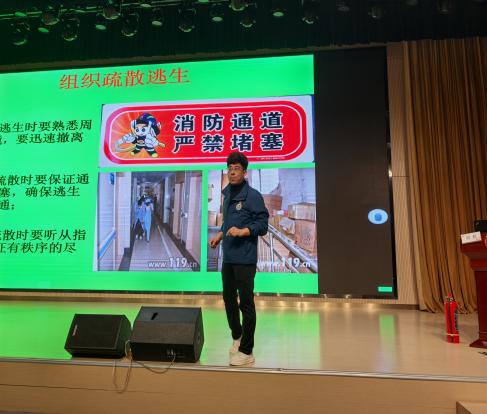 组织疏散逃生
逃生时要熟悉周
，要迅速撤离
疏散时要保证通
塞，确保逃生
通；
散时要听从指
有秩序的尽
消防通道
严禁堵塞
www.119.cn
www.119.cn